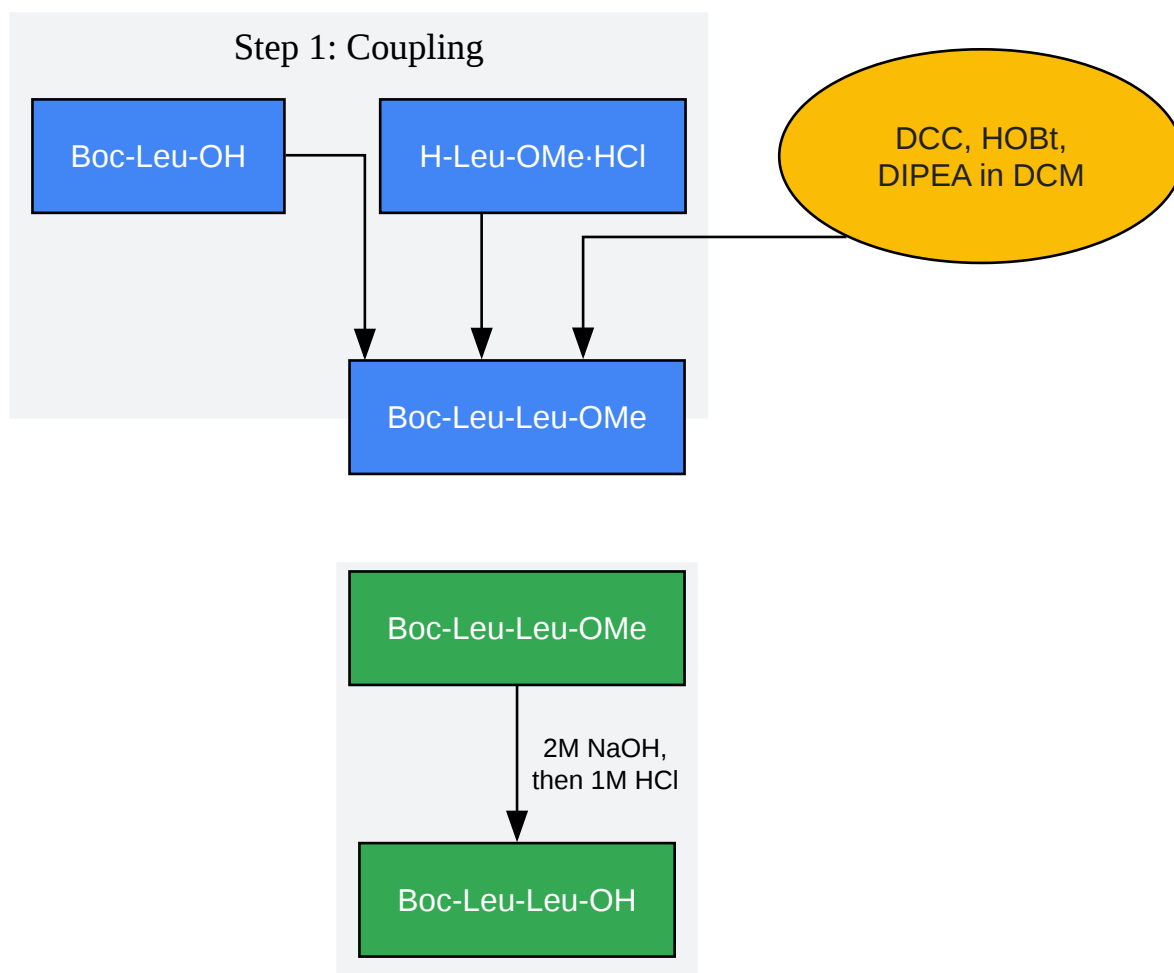 Step 1: Coupling
Boc-Leu-OH
H-Leu-OMe·HCl
DCC, HOBt,
DIPEA in DCM
Boc-Leu-Leu-OMe
Boc-Leu-Leu-OMe
2M NaOH,
then 1M HCl
Boc-Leu-Leu-OH